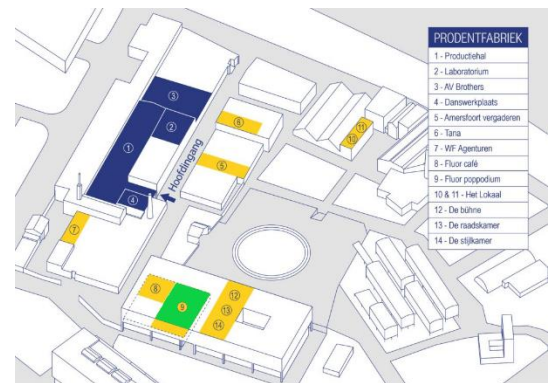 PRODENTFABRIEK
1 - Productiehal
2 - Laboratorium
3 - AV Brothers
4 - Danswerkplaats
5 - Amersfoort vergaderen
6 - Tana
7 - WF Agenturen
8 - Fluor café
9 - Fluor poppodium
10 & 11 - Het Lokaal
12 - De bühne
13 - De raadskamer
14 - De stijlkamer
3
2
1
4
Hoofdingang
6
5
11
10
7
8
9
12
13
14